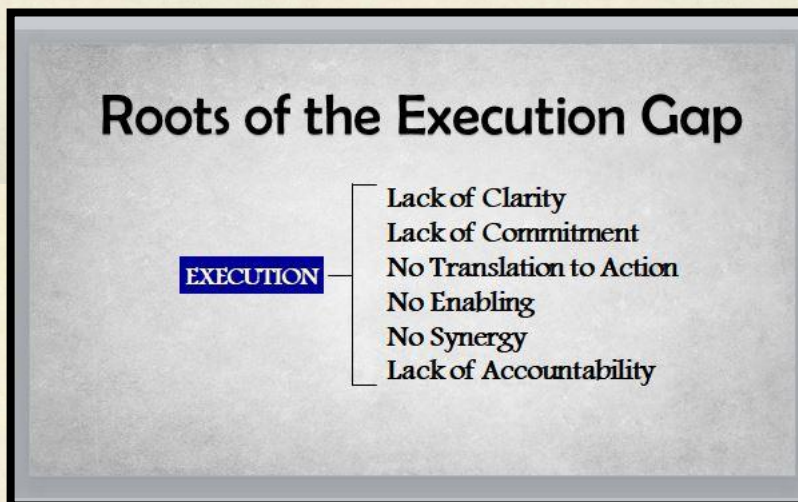 Roots of the Execution Gap
EXECUTION
Lack of Clarity
Lack of Commitment
No Translation to Action
No Enabling
No Synergy
Lack of Accountability